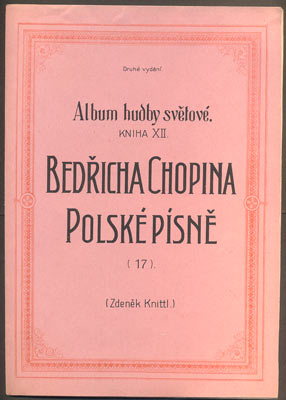 Druhé vydání
Album hudby světové.
KNIHA XII.
BEDŘICHA CHOPINA
POLSKÉ PÍSNĚ
( 17 ).
(Zdeněk Knittl.)